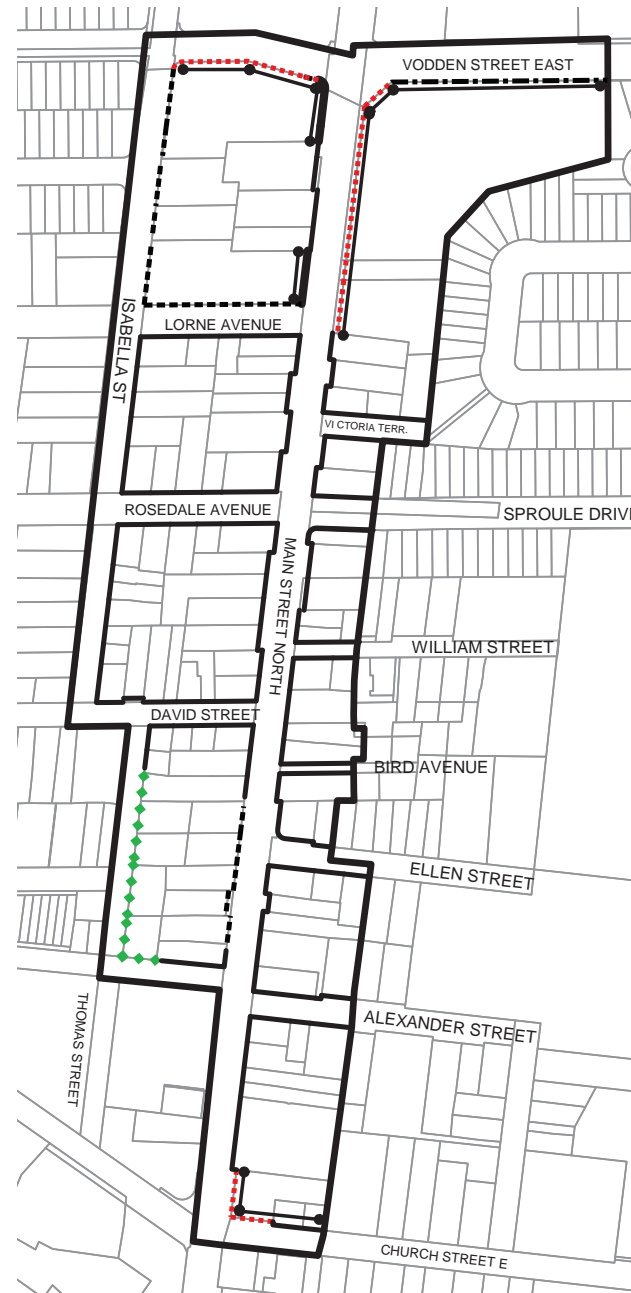 VODDEN STREET EAST
ISABELLA ST
LORNE AVENUE
VI CTORIA TERR.
ROSEDALE AVENUE
SPROULE DRIV
MAIN STREET NORTH
WILLIAM STREET
DAVID STREET
BIRD AVENUE
ELLEN STREET
THOMAS STREET
ALEXANDER STREET
CHURCH STREET E